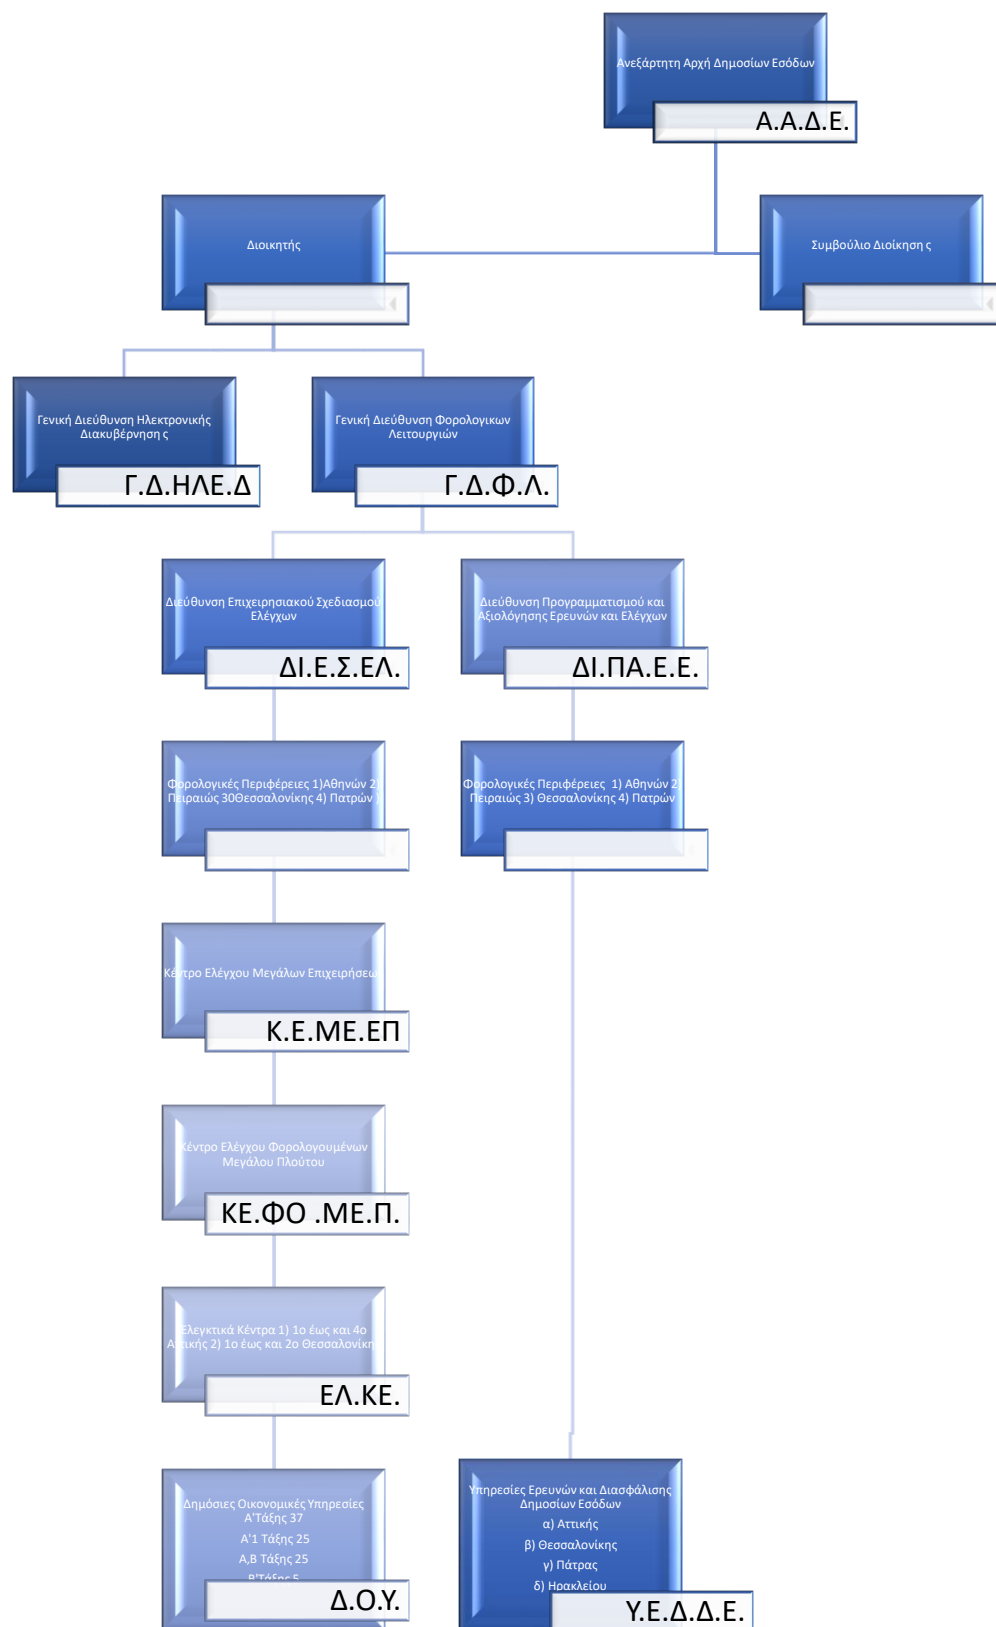 Ανεξάρτητη Αρχή Δημοσίων Εσόδων
Α.Α.Δ.Ε.
Διοικητής
Συμβούλιο Διοίκηση ς
Γενική Διεύθυνση Ηλεκτρονικής
Διακυβέρνηση ς
Γ.Δ.ΗΛΕ.Δ
Γενική Διεύθυνση Φορολογικων
Λειτουργιών
Γ.Δ.Φ.Λ.
Διεύθυνση Επιχειρησιακού Σχεδιασμού
Ελέγχων
ΔΙ.Ε.Σ.ΕΛ.
Διεύθυνση Προγραμματισμού και
Αξιολόγησης Ερευνών και Ελέγχων
ΔΙ.ΠΑ.Ε.Ε.
Φορολογικές Περιφέρειες 1)Αθηνών 2)
Πειραιώς 30Θεσσαλονίκης 4) Πατρών )
Φορολογικές Περιφέρειες 1) Αθηνών 2)
Πειραιώς 3) Θεσσαλονίκης 4) Πατρών
Κέντρο Ελέγχου Μεγάλων Επιχειρήσεων
Κ.Ε.ΜΕ.ΕΠ
Κέντρο Ελέγχου Φορολογουμένων
Μεγάλου Πλούτου
ΚΕ.ΦΟ .ΜΕ.Π.
Ελεγκτικά Κέντρα 1) 1ο έως και 4ο
Αττικής 2) 1ο έως και 2ο Θεσσαλονίκης
ΕΛ.ΚΕ.
Δημόσιες Οικονομικές Υπηρεσίες
Α'Τάξης 37
Α'1 Τάξης 25
Α,Β Τάξης 25
Β'Τάξης 5
Δ.Ο.Υ.
Υπηρεσίες Ερευνών και Διασφάλισης
Δημοσίων Εσόδων
α) Αττικής
β) Θεσσαλονίκης
γ) Πάτρας
δ) Ηρακλείου
Υ.Ε.Δ.Δ.Ε.